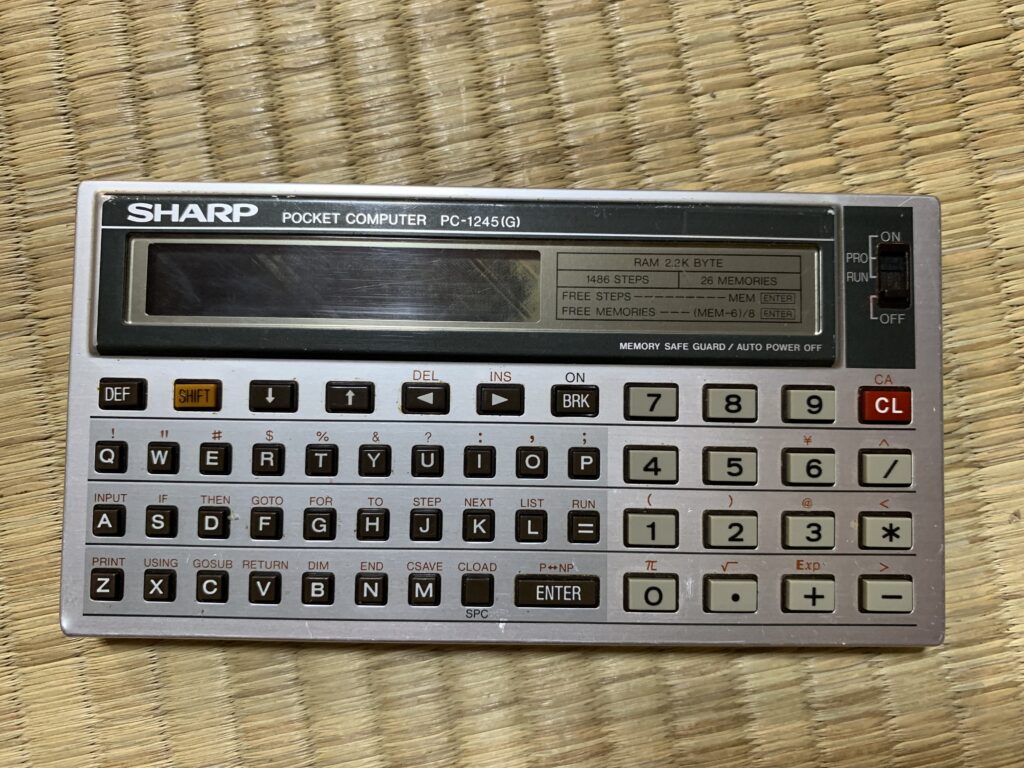 SHARP POCKET COMPUTER PC-1245(G)
RAM 2.2K BYTE
1486 STEPS 26 MEMORIES
FREE STEPS --------- MEM ENTER
FREE MEMORIES --- (MEM-6)/8 ENTER
MEMORY SAFE GUARD / AUTO POWER OFF
ON
PRO
RUN
OFF
DEL INS ON CA
DEF SHIFT ↓ ↑ ◀ ▶ BRK 7 8 9 CL
! " # $ % & ? : , ; ¥ ^
Q W E R T Y U I O P 4 5 6 /
INPUT IF THEN GOTO FOR TO STEP NEXT LIST RUN ( ) @ <
A S D F G H J K L = 1 2 3 *
PRINT USING GOSUB RETURN DIM END CSAVE CLOAD P↔NP π √ Exp >
Z X C V B N M ENTER 0 . + −
SPC